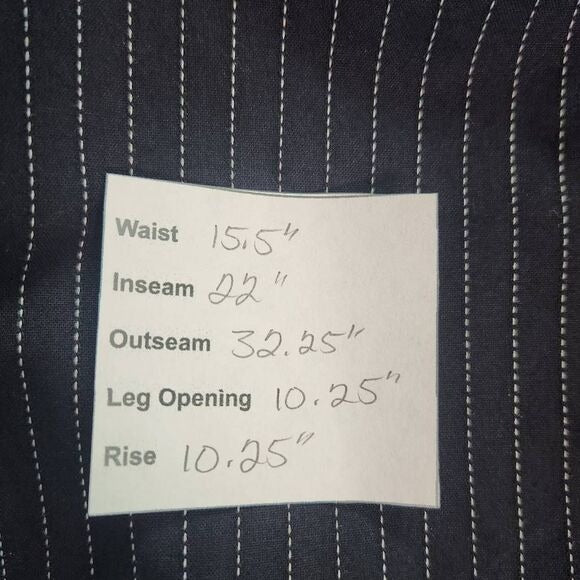 Waist 15.5"
Inseam 22"
Outseam 32.25"
Leg Opening 10.25"
Rise 10.25"